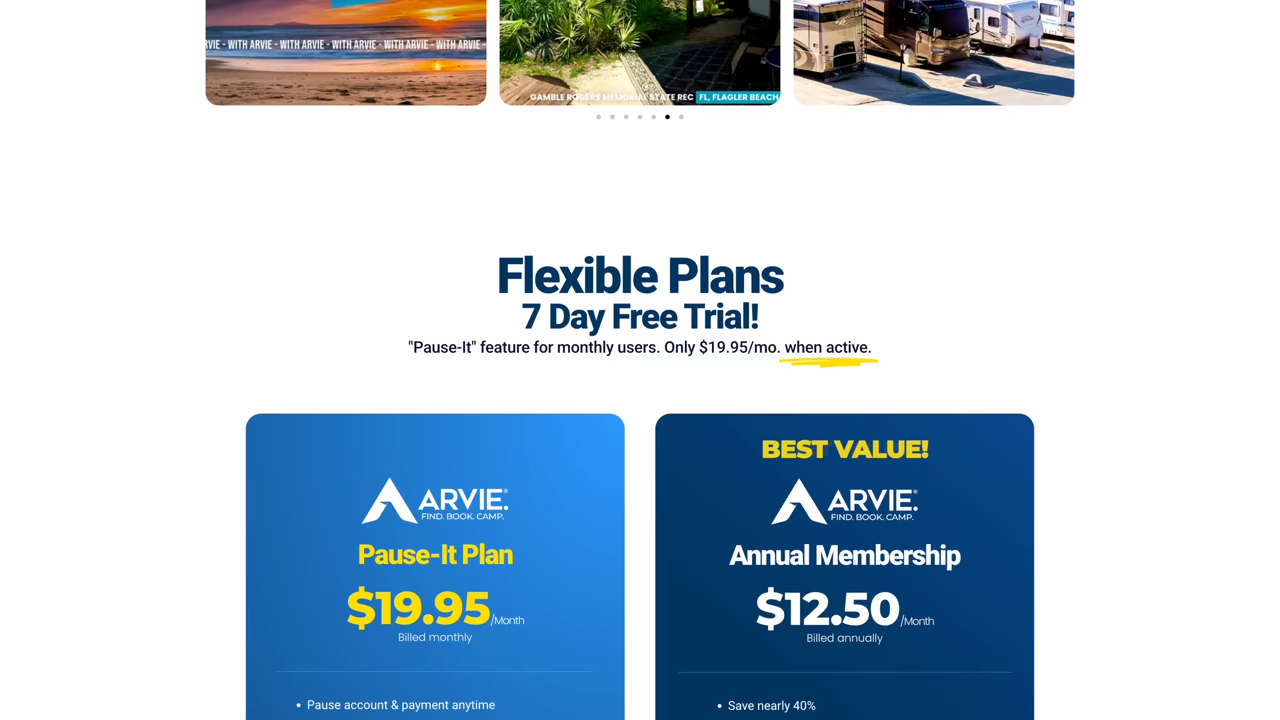 RVIE - WITH ARVIE - WITH ARVIE - WITH ARVIE - WITH ARVIE - WITH ARVIE -
GAMBLE ROGERS MEMORIAL STATE REC FL, FLAGLER BEACH
Flexible Plans
7 Day Free Trial!
"Pause-It" feature for monthly users. Only $19.95/mo. when active.
ARVIE®
FIND. BOOK. CAMP.
Pause-It Plan
$19.95/Month
Billed monthly
• Pause account & payment anytime
BEST VALUE!
ARVIE®
FIND. BOOK. CAMP.
Annual Membership
$12.50/Month
Billed annually
• Save nearly 40%